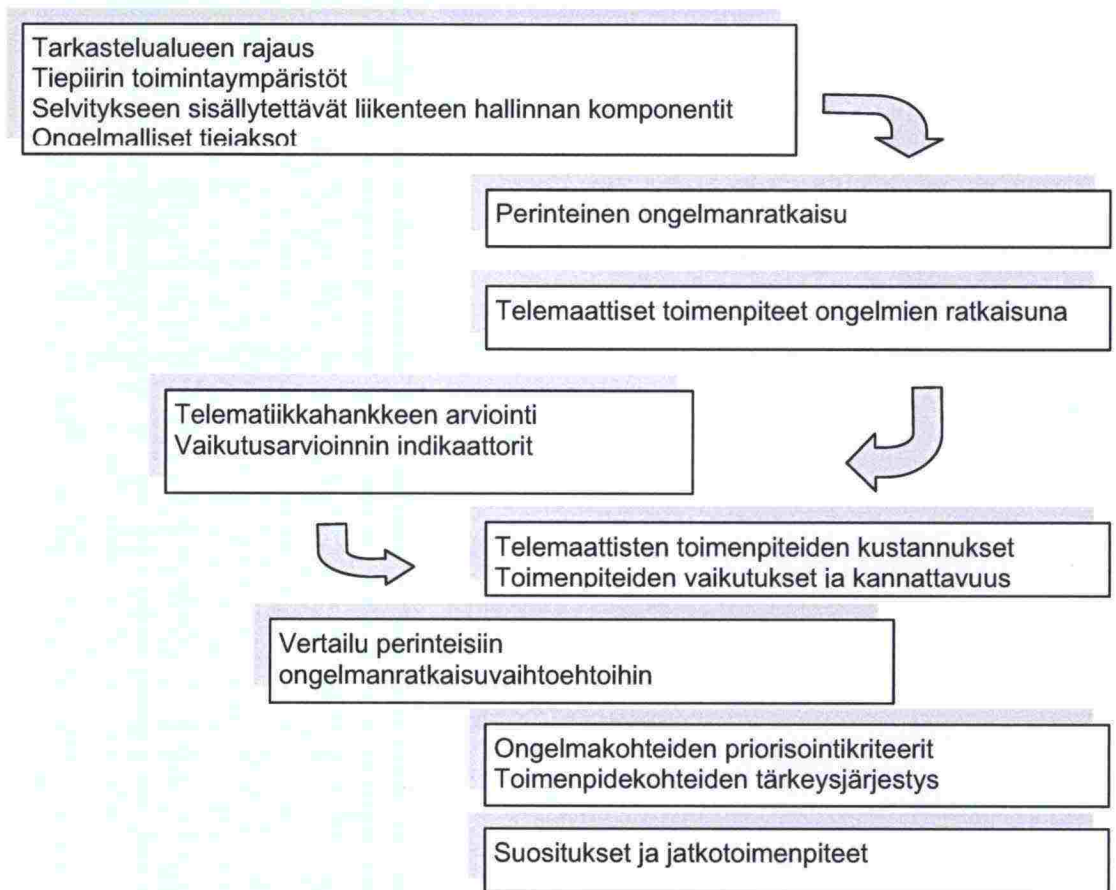 Tarkastelualueen rajaus
Tiepiirin toimintaympäristöt
Selvitykseen sisällytettävät liikenteen hallinnan komponentit
Ongelmalliset tiejaksot
Perinteinen ongelmanratkaisu
Telemaattiset toimenpiteet ongelmien ratkaisuna
Telematiikkahankkeen arviointi
Vaikutusarvioinnin indikaattorit
Telemaattisten toimenpiteiden kustannukset
Toimenpiteiden vaikutukset ja kannattavuus
Vertailu perinteisiin
ongelmanratkaisuvaihtoehtoihin
Ongelmakohteiden priorisointikriteerit
Toimenpidekohteiden tärkeysjärjestys
Suositukset ja jatkotoimenpiteet